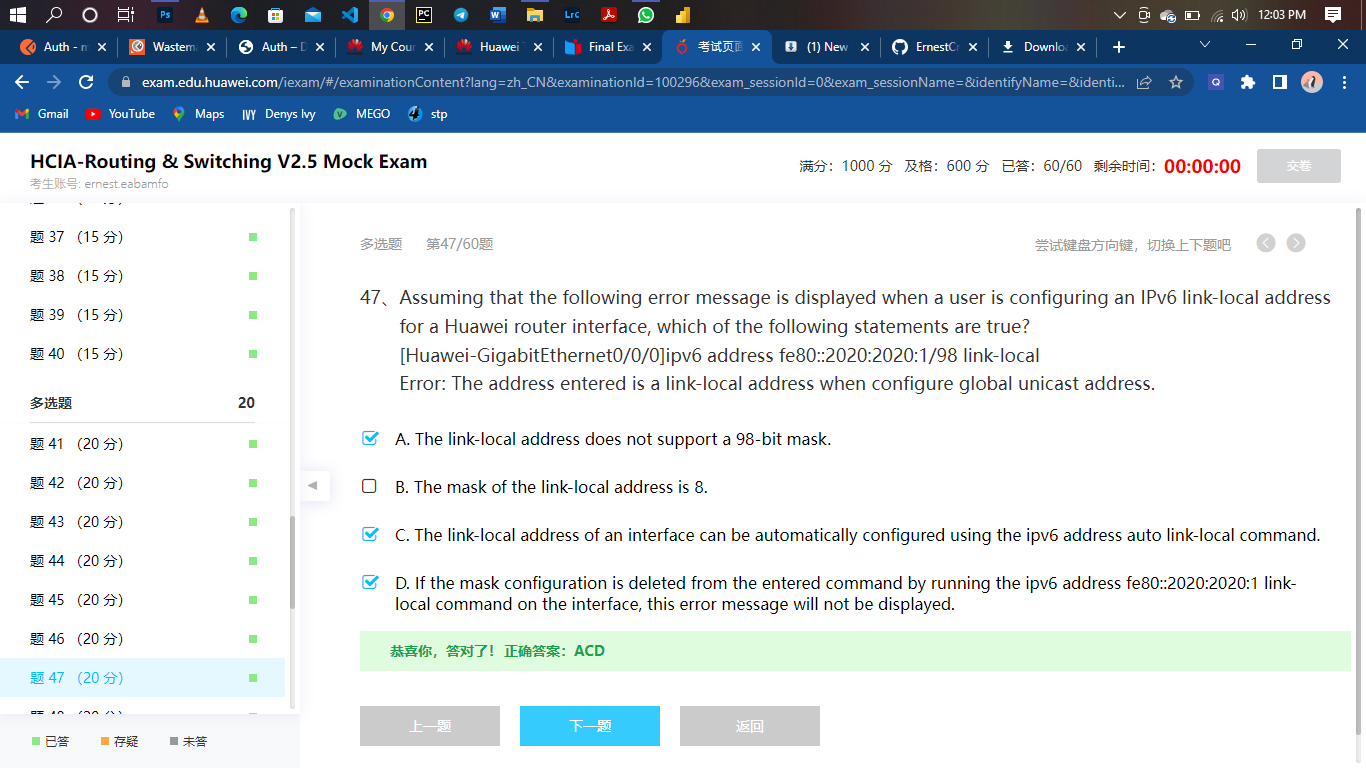 12:03 PM
Auth - m
Wastema
Auth – D
My Cour
Huawei T
Final Exa
考试页面
(1) New
ErnestCr
Downloa
exam.edu.huawei.com/iexam/#/examinationContent?lang=zh_CN&examinationId=100296&exam_sessionId=0&exam_sessionName=&identifyName=&identi...
Gmail YouTube Maps Denys Ivy MEGO stp
HCIA-Routing & Switching V2.5 Mock Exam
考生账号: ernest.eabamfo
满分：1000 分 及格：600 分 已答：60/60 剩余时间：00:00:00 交卷
题 37 （15 分）
题 38 （15 分）
题 39 （15 分）
题 40 （15 分）
多选题 20
题 41 （20 分）
题 42 （20 分）
题 43 （20 分）
题 44 （20 分）
题 45 （20 分）
题 46 （20 分）
题 47 （20 分）
已答 存疑 未答
多选题 第47/60题 尝试键盘方向键，切换上下题吧
47、Assuming that the following error message is displayed when a user is configuring an IPv6 link-local address
for a Huawei router interface, which of the following statements are true?
[Huawei-GigabitEthernet0/0/0]ipv6 address fe80::2020:2020:1/98 link-local
Error: The address entered is a link-local address when configure global unicast address.
A. The link-local address does not support a 98-bit mask.
B. The mask of the link-local address is 8.
C. The link-local address of an interface can be automatically configured using the ipv6 address auto link-local command.
D. If the mask configuration is deleted from the entered command by running the ipv6 address fe80::2020:2020:1 link-
local command on the interface, this error message will not be displayed.
恭喜你，答对了！正确答案：ACD
上一题 下一题 返回